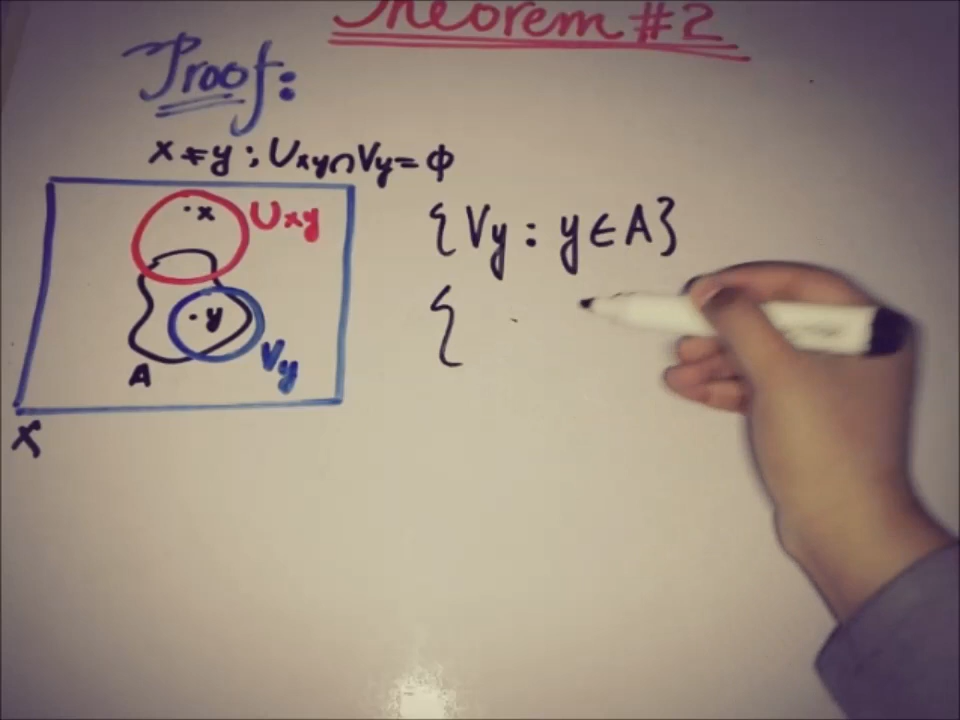 Theorem #2
Proof:
x ≠ y ; Uxy ∩ Vy = ϕ
.x Uxy
.y
A Vy
X
{Vy : y ∈ A}
{